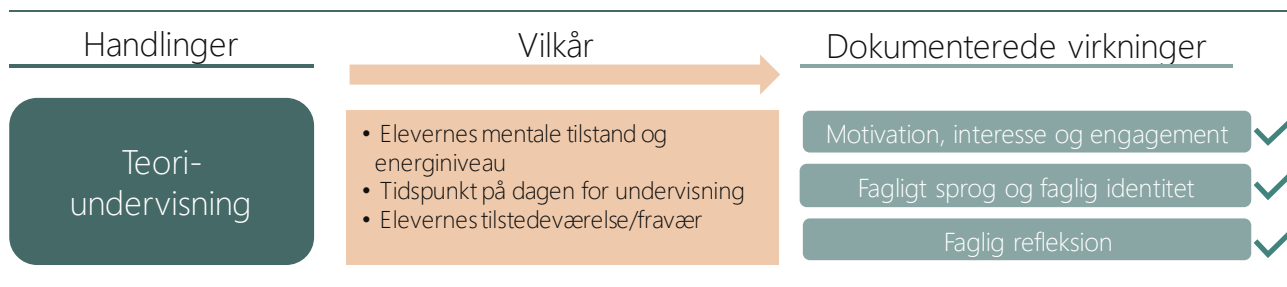 Handlinger
Vilkår
Dokumenterede virkninger
Teori-
undervisning
• Elevernes mentale tilstand og
energiniveau
• Tidspunkt på dagen for undervisning
• Elevernes tilstedeværelse/fravær
Motivation, interesse og engagement
Fagligt sprog og faglig identitet
Faglig refleksion